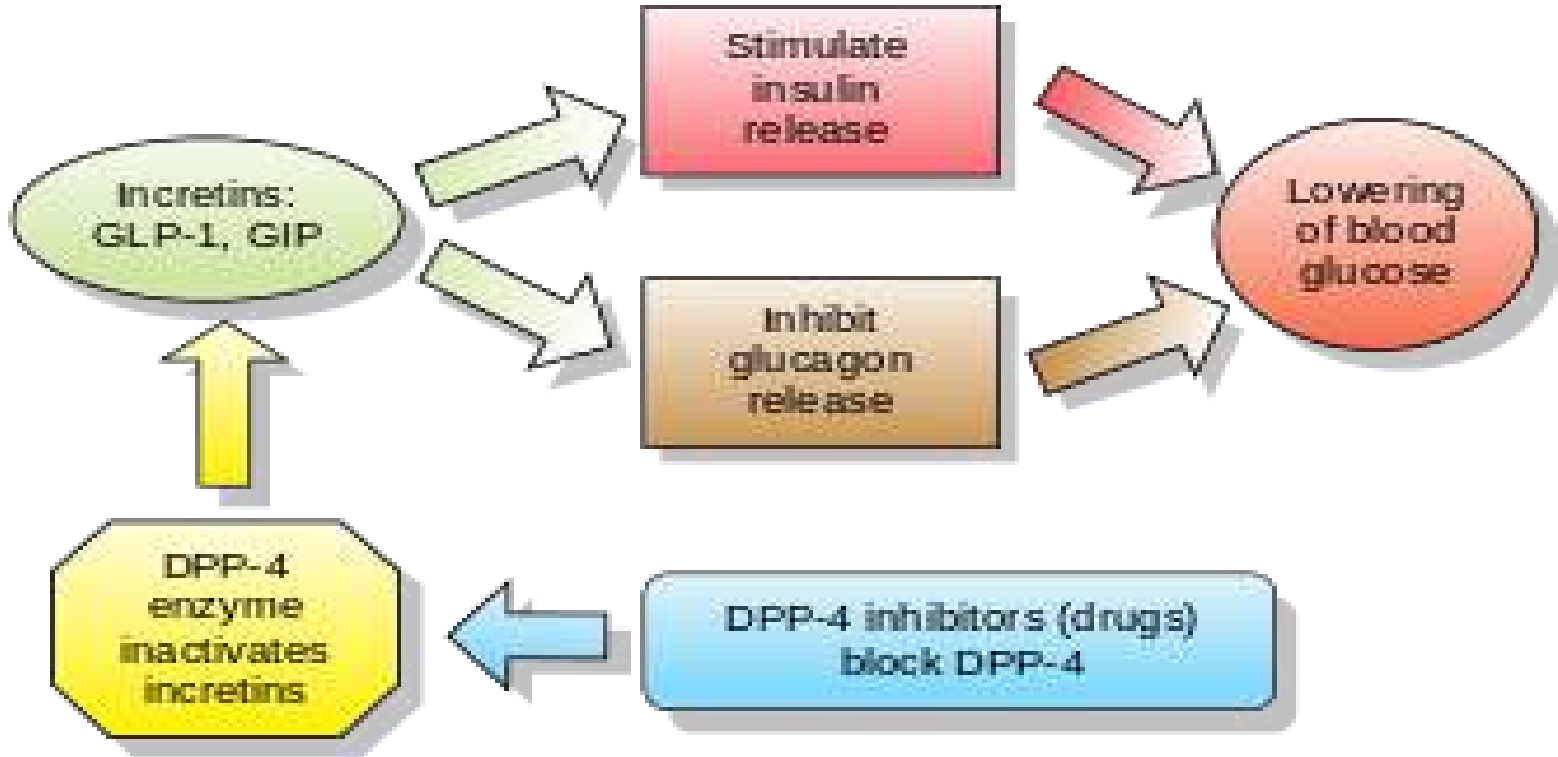 Stimulate
insulin
release
Incretins:
GLP-1, GIP
Lowering
of blood
glucose
Inhibit
glucagon
release
DPP-4
enzyme
inactivates
incretins
DPP-4 inhibitors (drugs)
block DPP-4